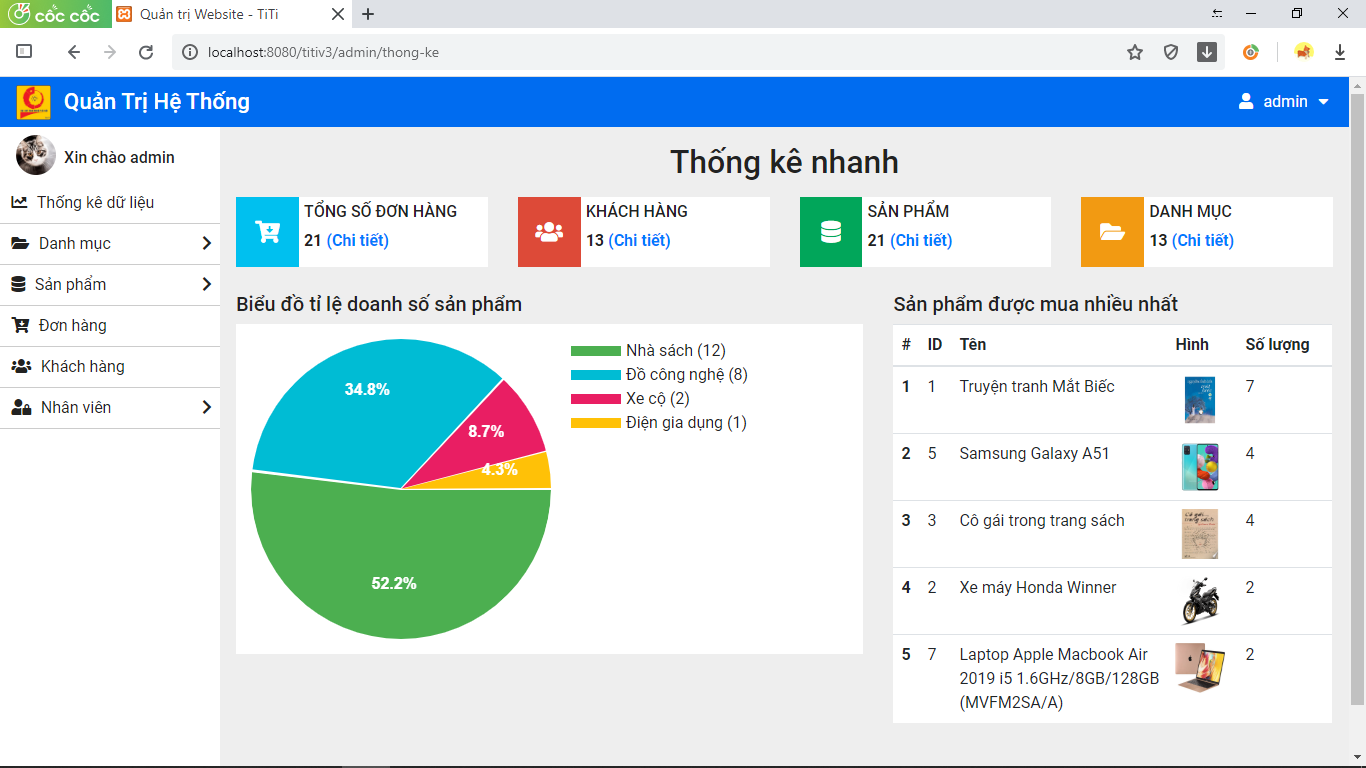 cốc cốc
Quản trị Website - TiTi
localhost:8080/titiv3/admin/thong-ke
Quản Trị Hệ Thống
admin
Xin chào admin
Thống kê dữ liệu
Danh mục
Sản phẩm
Đơn hàng
Khách hàng
Nhân viên
Thống kê nhanh
TỔNG SỐ ĐƠN HÀNG
21 (Chi tiết)
KHÁCH HÀNG
13 (Chi tiết)
SẢN PHẨM
21 (Chi tiết)
DANH MỤC
13 (Chi tiết)
Biểu đồ tỉ lệ doanh số sản phẩm
34.8%
8.7%
4.3%
52.2%
Nhà sách (12)
Đồ công nghệ (8)
Xe cộ (2)
Điện gia dụng (1)
Sản phẩm được mua nhiều nhất
# ID Tên Hình Số lượng
1 1 Truyện tranh Mắt Biếc 7
2 5 Samsung Galaxy A51 4
3 3 Cô gái trong trang sách 4
4 2 Xe máy Honda Winner 2
5 7 Laptop Apple Macbook Air 2
2019 i5 1.6GHz/8GB/128GB
(MVFM2SA/A)